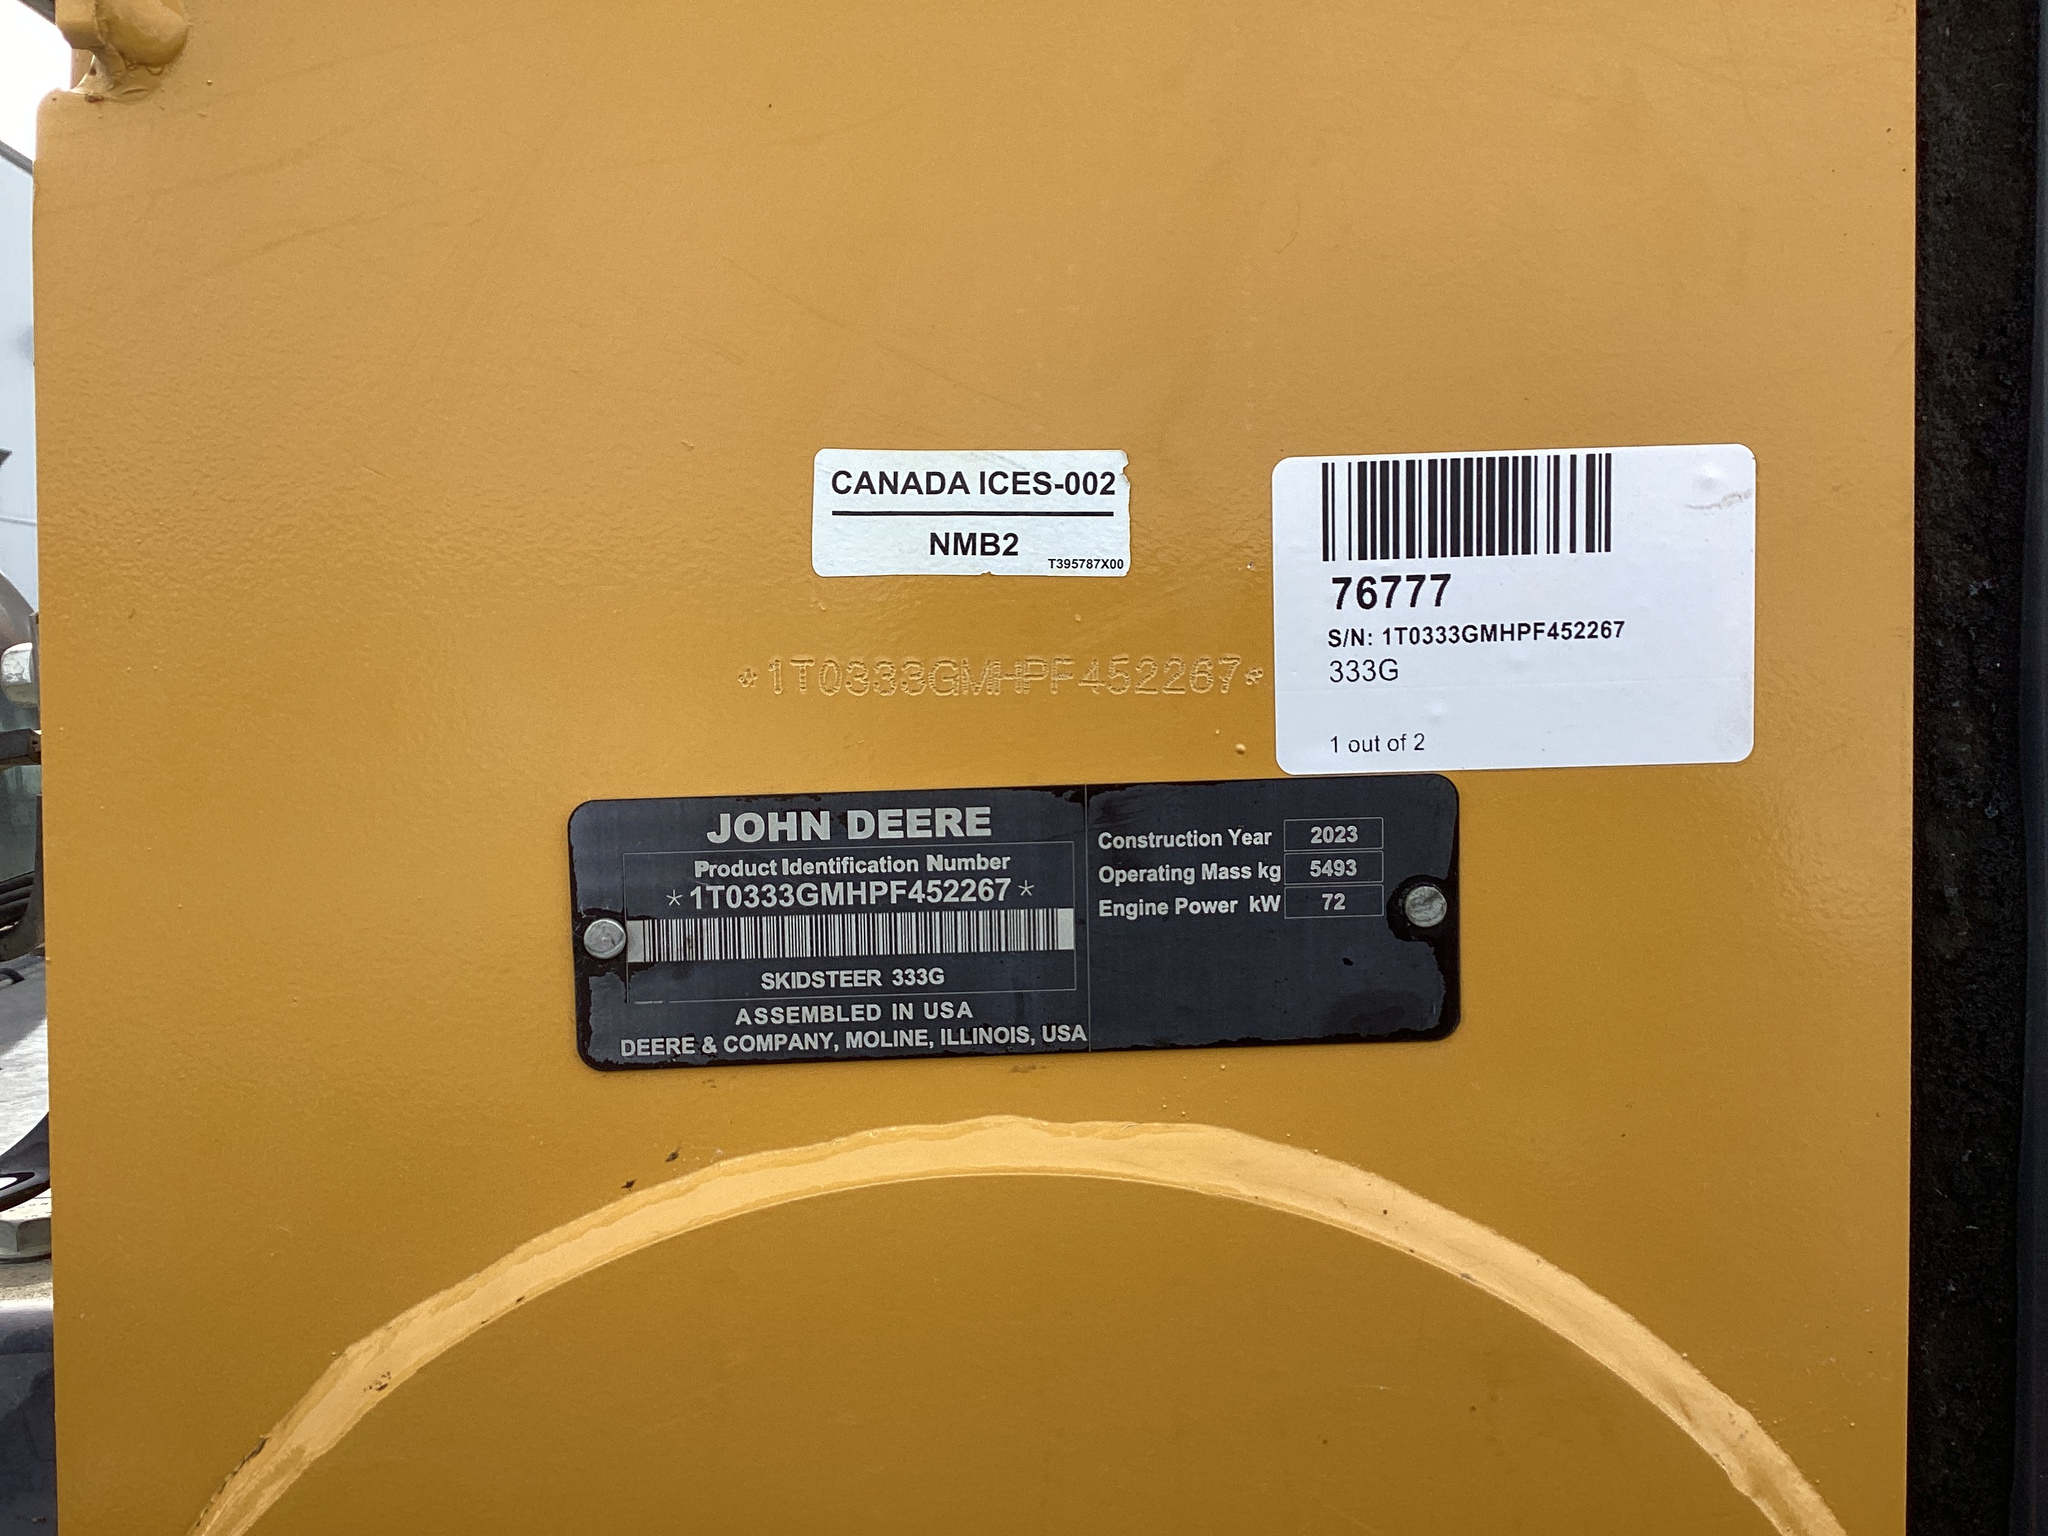 CANADA ICES-002
NMB2
T395787X00
76777
S/N: 1T0333GMHPF452267
333G
1 out of 2
*1T0333GMHPF452267*
JOHN DEERE
Product Identification Number
*1T0333GMHPF452267*
SKIDSTEER 333G
ASSEMBLED IN USA
DEERE & COMPANY, MOLINE, ILLINOIS, USA
Construction Year 2023
Operating Mass kg 5493
Engine Power kW 72